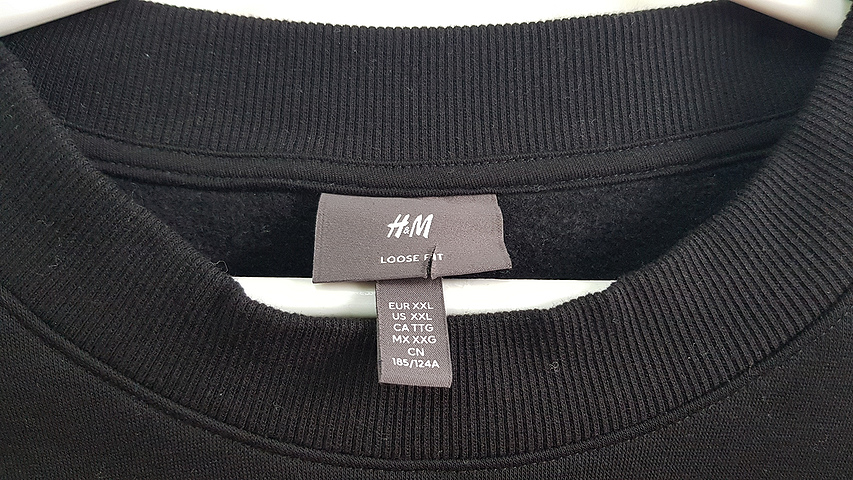 H&M
LOOSE FIT
EUR XXL
US XXL
CA TTG
MX XXG
CN
185/124A